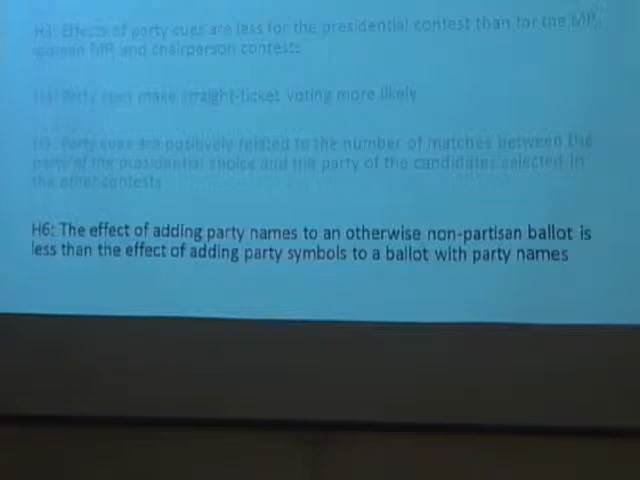 H3: Effects of party cues are less for the presidential contest than for the MP,
women MP, and chairperson contests
H4: Party cues make straight-ticket voting more likely
H5: Party cues are positively related to the number of matches between the
party of the presidential choice and the party of the candidates selected in
the other contests
H6: The effect of adding party names to an otherwise non-partisan ballot is
less than the effect of adding party symbols to a ballot with party names